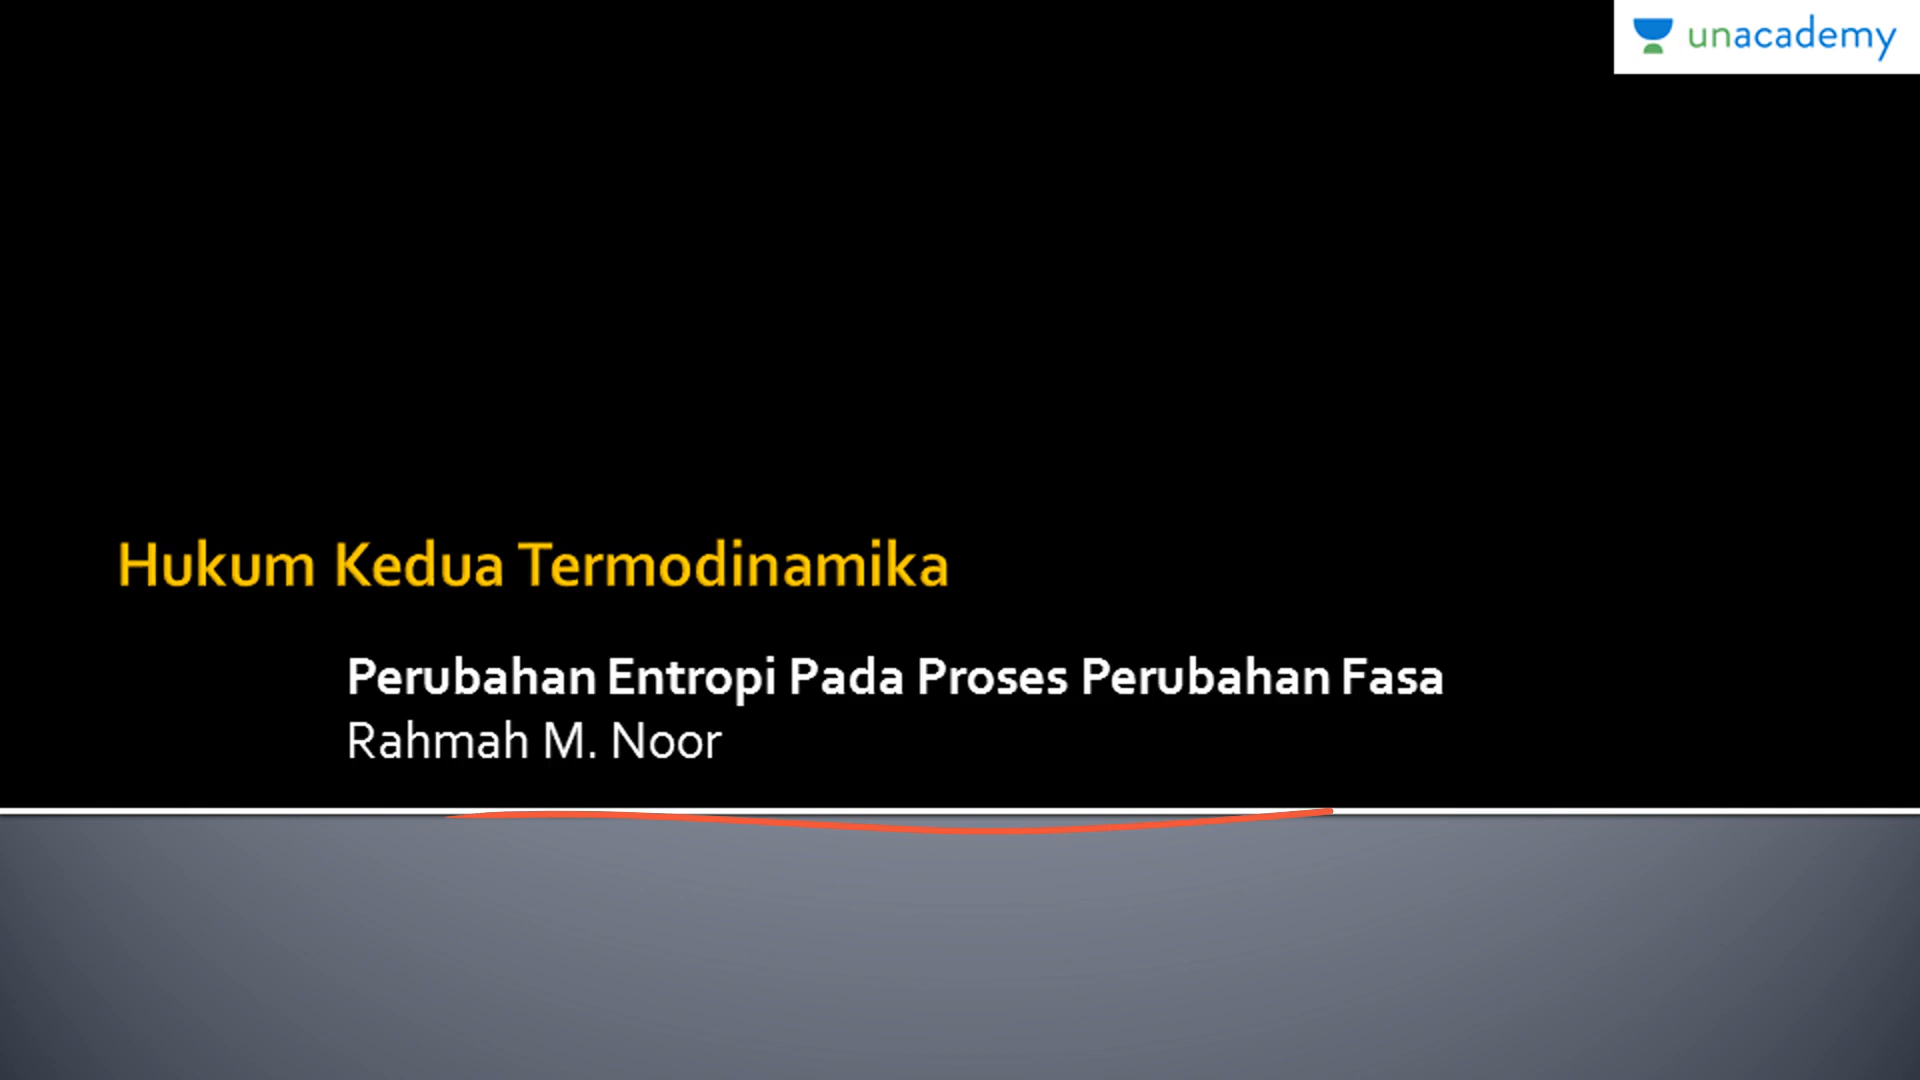 unacademy
Hukum Kedua Termodinamika
Perubahan Entropi Pada Proses Perubahan Fasa
Rahmah M. Noor